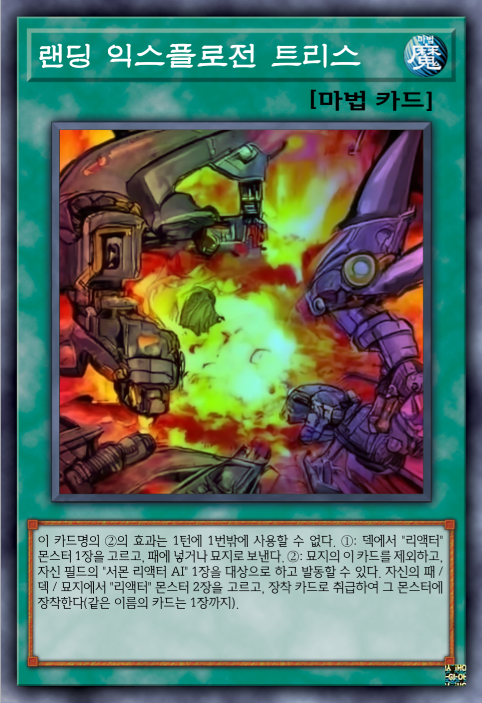 랜딩 익스플로전 트리스
마법
魔
[마법 카드]
이 카드명의 ②의 효과는 1턴에 1번밖에 사용할 수 없다. ①: 덱에서 "리액터"
몬스터 1장을 고르고, 패에 넣거나 묘지로 보낸다. ②: 묘지의 이 카드를 제외하고,
자신 필드의 "서몬 리액터 AI" 1장을 대상으로 하고 발동할 수 있다. 자신의 패 /
덱 / 묘지에서 "리액터" 몬스터 2장을 고르고, 장착 카드로 취급하여 그 몬스터에
장착한다(같은 이름의 카드는 1장까지).